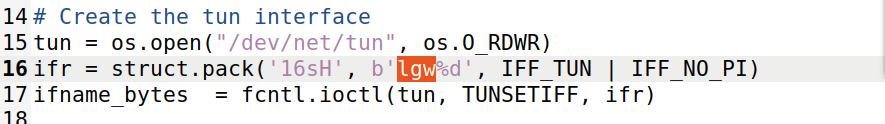 14 # Create the tun interface
15 tun = os.open("/dev/net/tun", os.O_RDWR)
16 ifr = struct.pack('16sH', b'lgw%d', IFF_TUN | IFF_NO_PI)
17 ifname_bytes  = fcntl.ioctl(tun, TUNSETIFF, ifr)
18